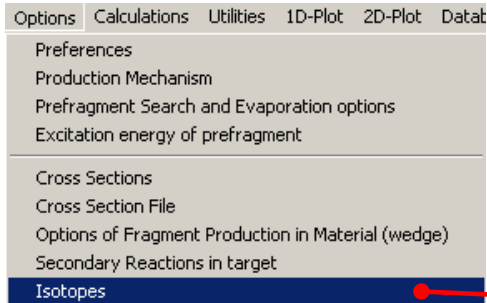 Options Calculations Utilities 1D-Plot 2D-Plot Datab
Preferences
Production Mechanism
Prefragment Search and Evaporation options
Excitation energy of prefragment
Cross Sections
Cross Section File
Options of Fragment Production in Material (wedge)
Secondary Reactions in target
Isotopes